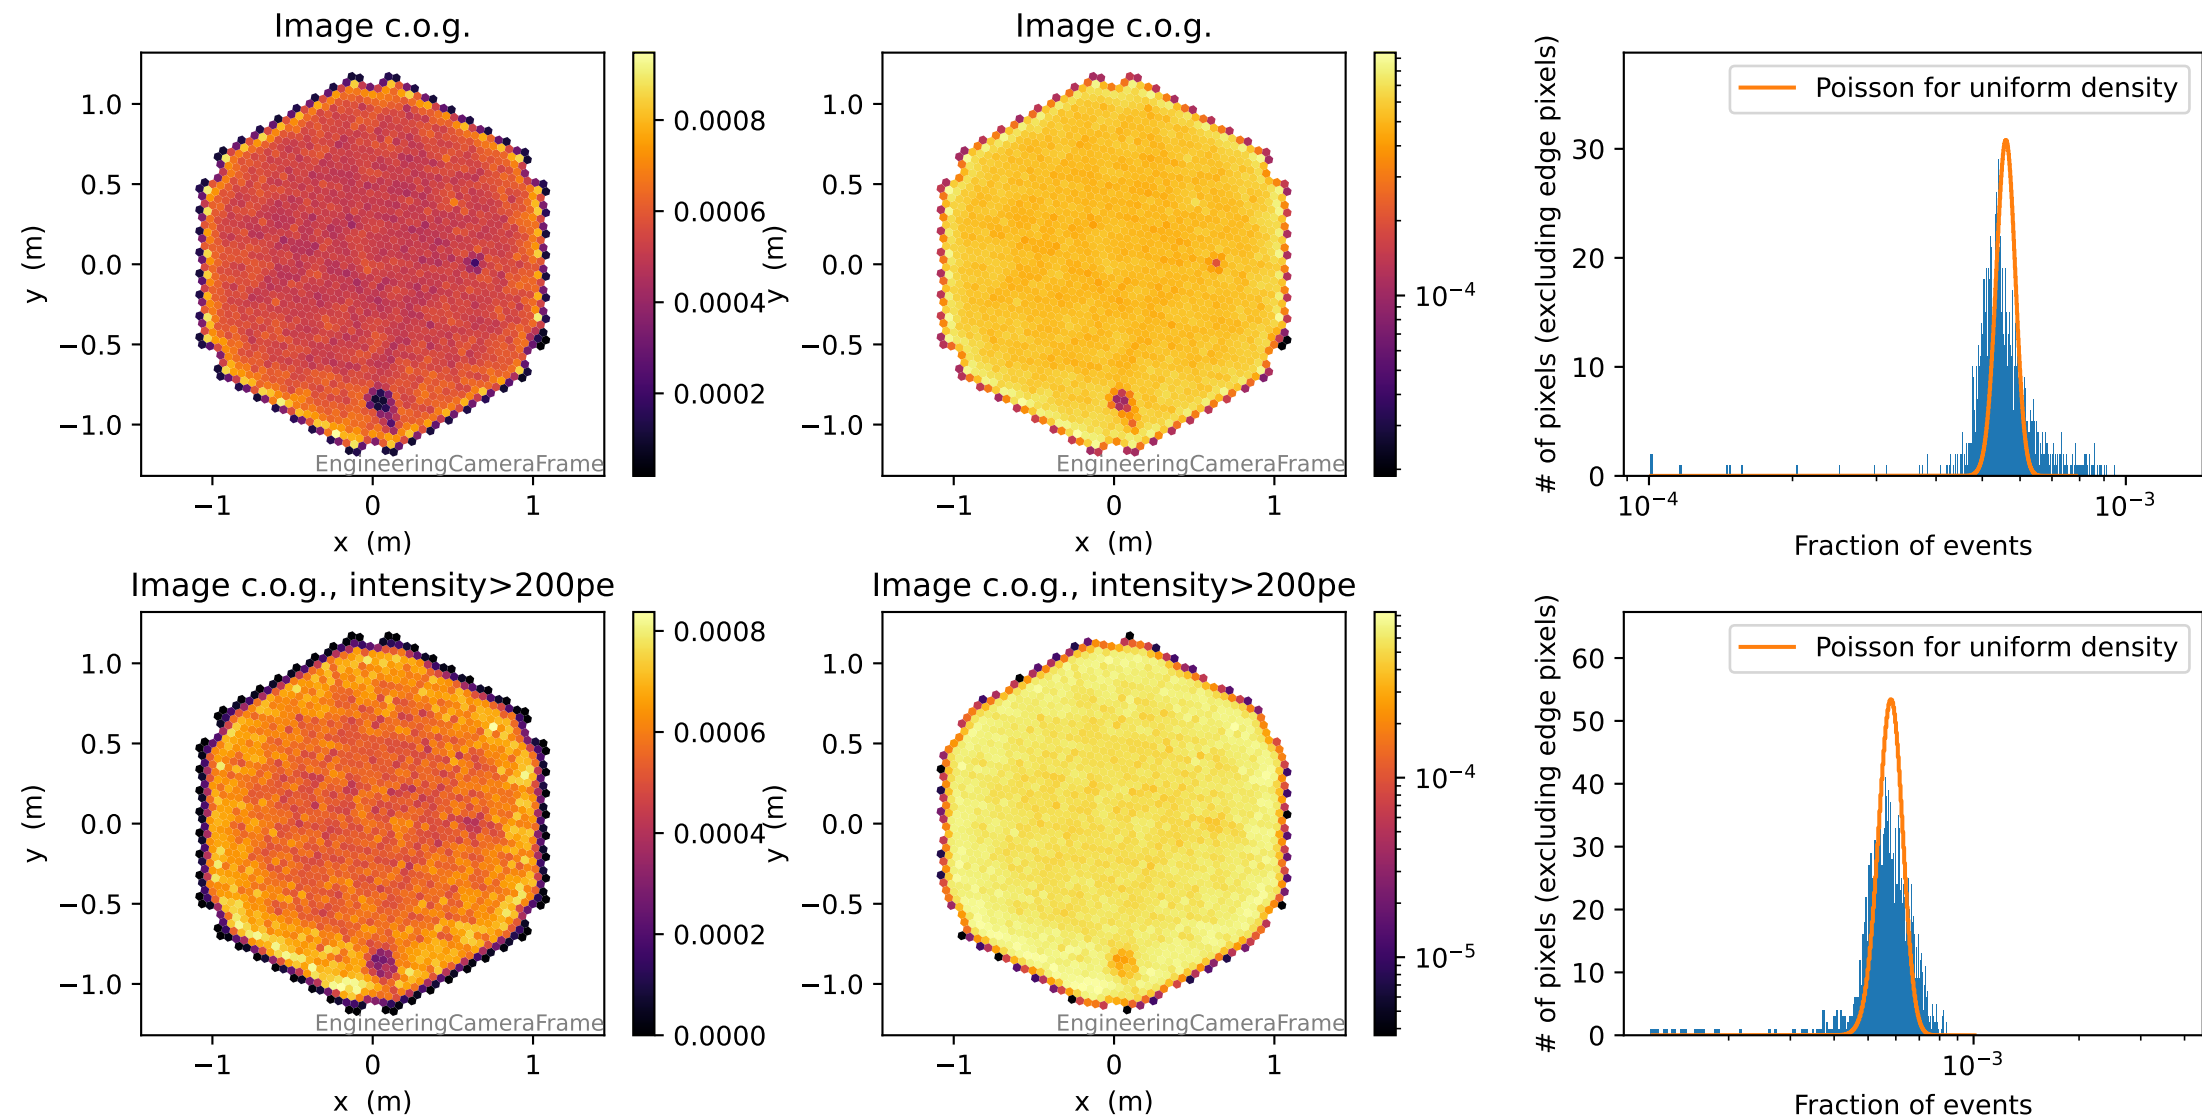 Image c.o.g.
1.0
0.5
0.0
−0.5
−1.0
y (m)
−1
0
1
x (m)
EngineeringCameraFrame
0.0008
0.0006
0.0004
0.0002
Image c.o.g.
1.0
0.5
0.0
−0.5
−1.0
y (m)
−1
0
1
x (m)
EngineeringCameraFrame
10⁻⁴
Poisson for uniform density
# of pixels (excluding edge pixels)
30
20
10
0
10⁻⁴
10⁻³
Fraction of events
Image c.o.g., intensity>200pe
1.0
0.5
0.0
−0.5
−1.0
y (m)
−1
0
1
x (m)
EngineeringCameraFrame
0.0008
0.0006
0.0004
0.0002
0.0000
Image c.o.g., intensity>200pe
1.0
0.5
0.0
−0.5
−1.0
y (m)
−1
0
1
x (m)
EngineeringCameraFrame
10⁻⁴
10⁻⁵
Poisson for uniform density
# of pixels (excluding edge pixels)
60
50
40
30
20
10
0
10⁻³
Fraction of events